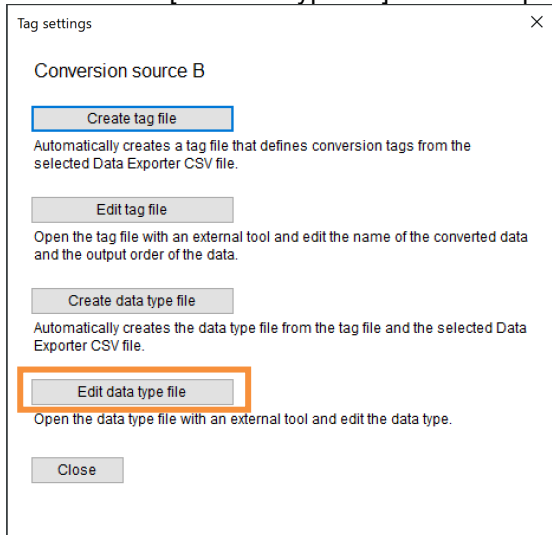 Tag settings
Conversion source B
Create tag file
Automatically creates a tag file that defines conversion tags from the
selected Data Exporter CSV file.
Edit tag file
Open the tag file with an external tool and edit the name of the converted data
and the output order of the data.
Create data type file
Automatically creates the data type file from the tag file and the selected Data
Exporter CSV file.
Edit data type file
Open the data type file with an external tool and edit the data type.
Close